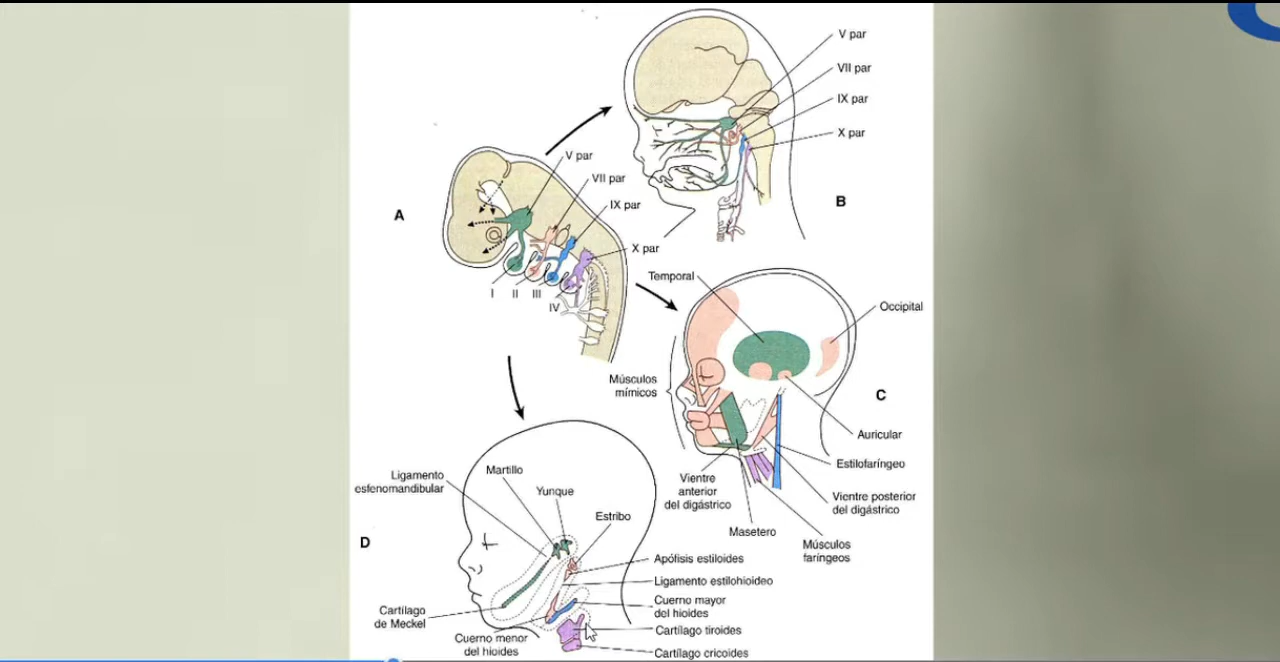 V par
VII par
IX par
X par
B
A
V par
VII par
IX par
X par
I
II
III
IV
Temporal
Occipital
Músculos
mímicos
C
Auricular
Estilofaríngeo
Vientre
anterior
del digástrico
Vientre posterior
del digástrico
Masetero
Músculos
faríngeos
D
Ligamento
esfenomandibular
Martillo
Yunque
Estribo
Apófisis estiloides
Ligamento estilohioideo
Cuerno mayor
del hioides
Cartílago
de Meckel
Cuerno menor
del hioides
Cartílago tiroides
Cartílago cricoides